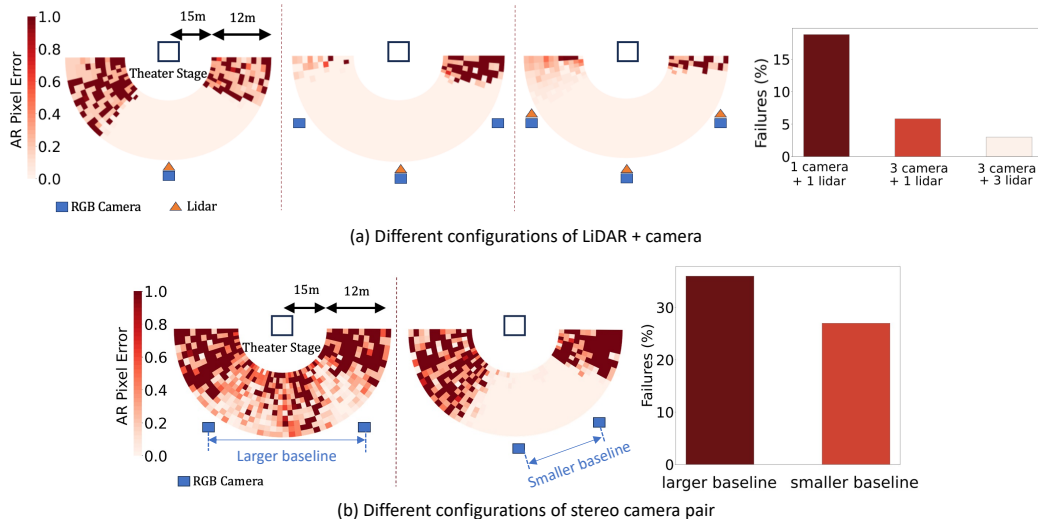 AR Pixel Error
1.0
0.8
0.6
0.4
0.2
0.0
15m
12m
Theater Stage
RGB Camera
Lidar
Failures (%)
15
10
5
0
1 camera
+ 1 lidar
3 camera
+ 1 lidar
3 camera
+ 3 lidar
(a) Different configurations of LiDAR + camera
AR Pixel Error
1.0
0.8
0.6
0.4
0.2
0.0
15m
12m
Theater Stage
Larger baseline
RGB Camera
Smaller baseline
Failures (%)
30
20
10
0
larger baseline
smaller baseline
(b) Different configurations of stereo camera pair